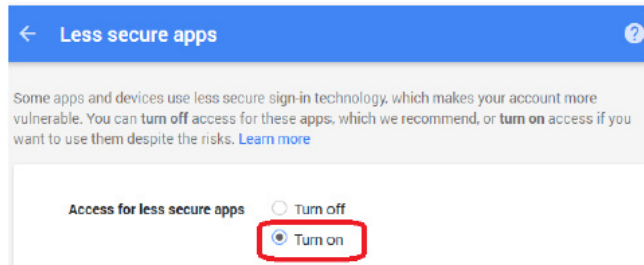 Less secure apps
Some apps and devices use less secure sign-in technology, which makes your account more
vulnerable. You can turn off access for these apps, which we recommend, or turn on access if you
want to use them despite the risks. Learn more
Access for less secure apps
Turn off
Turn on